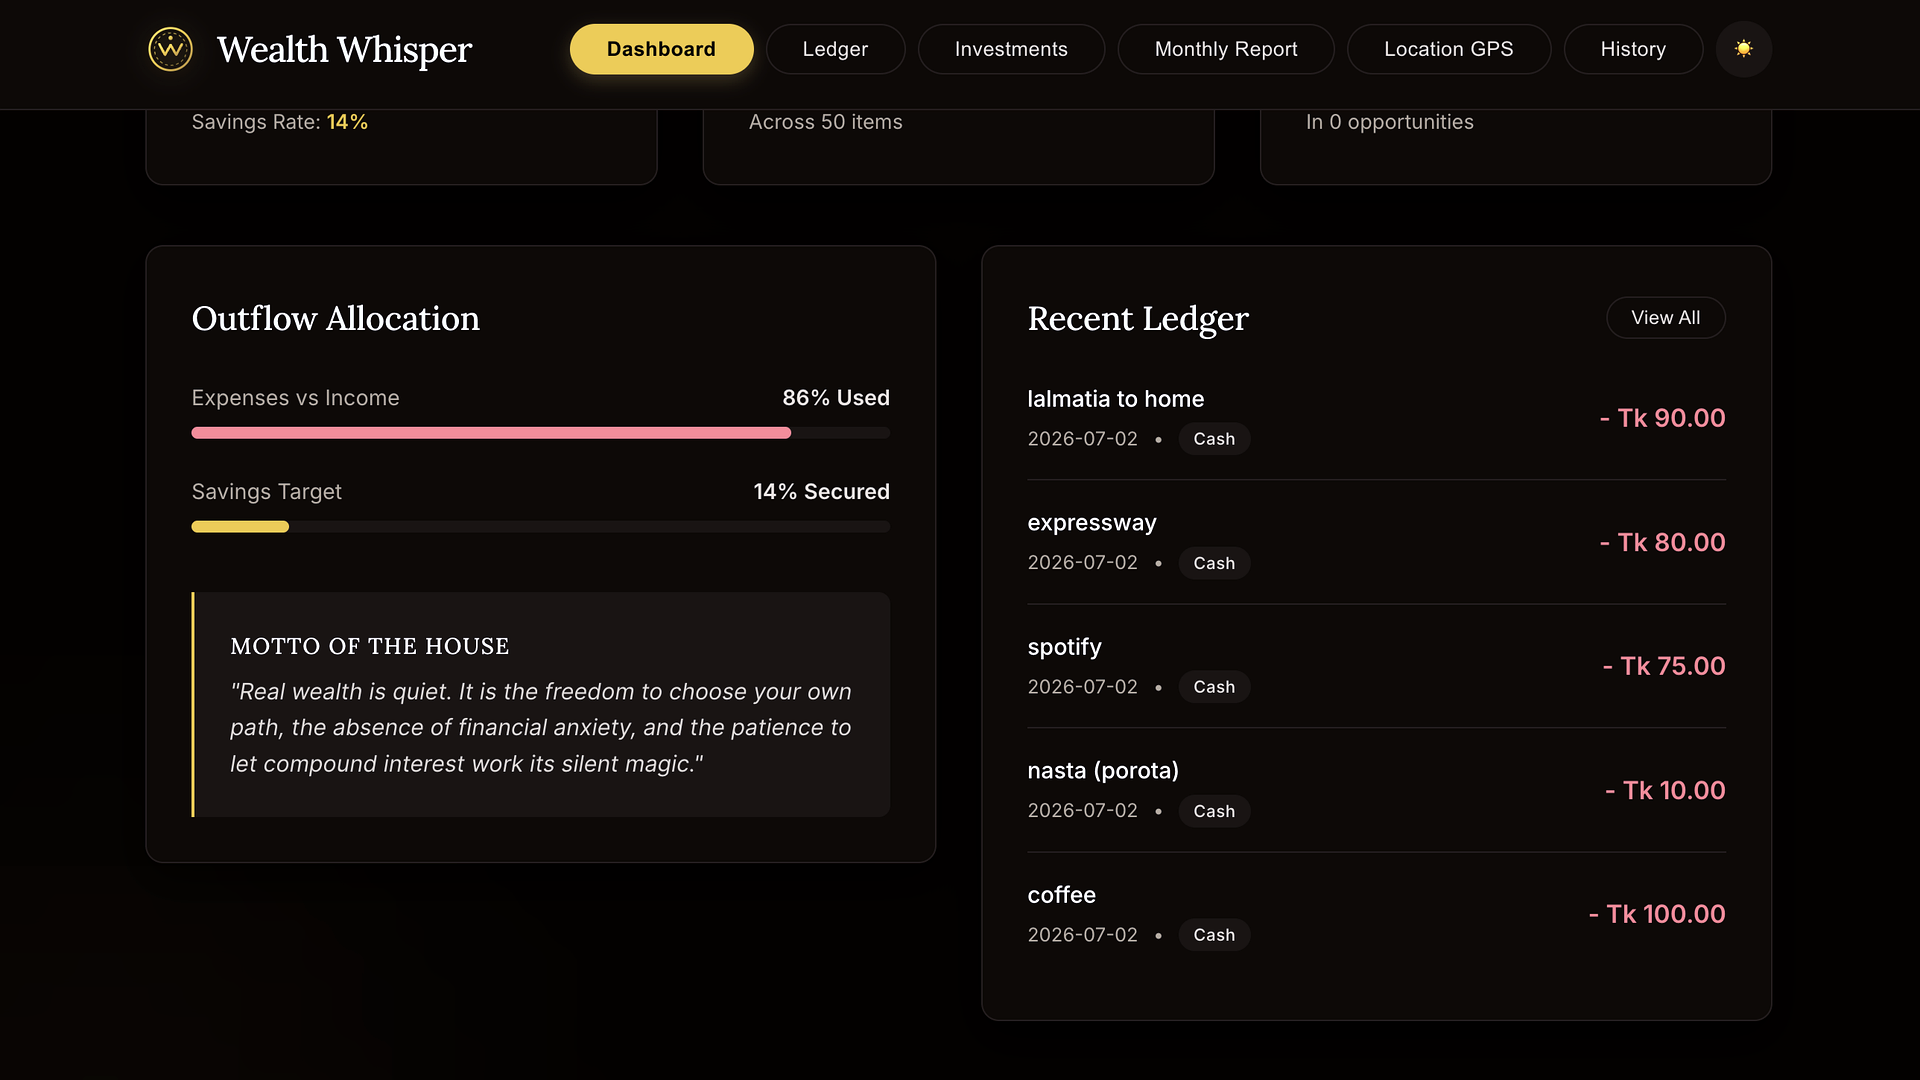 Wealth Whisper
Dashboard
Ledger
Investments
Monthly Report
Location GPS
History
Savings Rate: 14%
Across 50 items
In 0 opportunities
Outflow Allocation
Expenses vs Income
86% Used
Savings Target
14% Secured
MOTTO OF THE HOUSE
"Real wealth is quiet. It is the freedom to choose your own
path, the absence of financial anxiety, and the patience to
let compound interest work its silent magic."
Recent Ledger
View All
lalmatia to home
2026-07-02 • Cash
- Tk 90.00
expressway
2026-07-02 • Cash
- Tk 80.00
spotify
2026-07-02 • Cash
- Tk 75.00
nasta (porota)
2026-07-02 • Cash
- Tk 10.00
coffee
2026-07-02 • Cash
- Tk 100.00